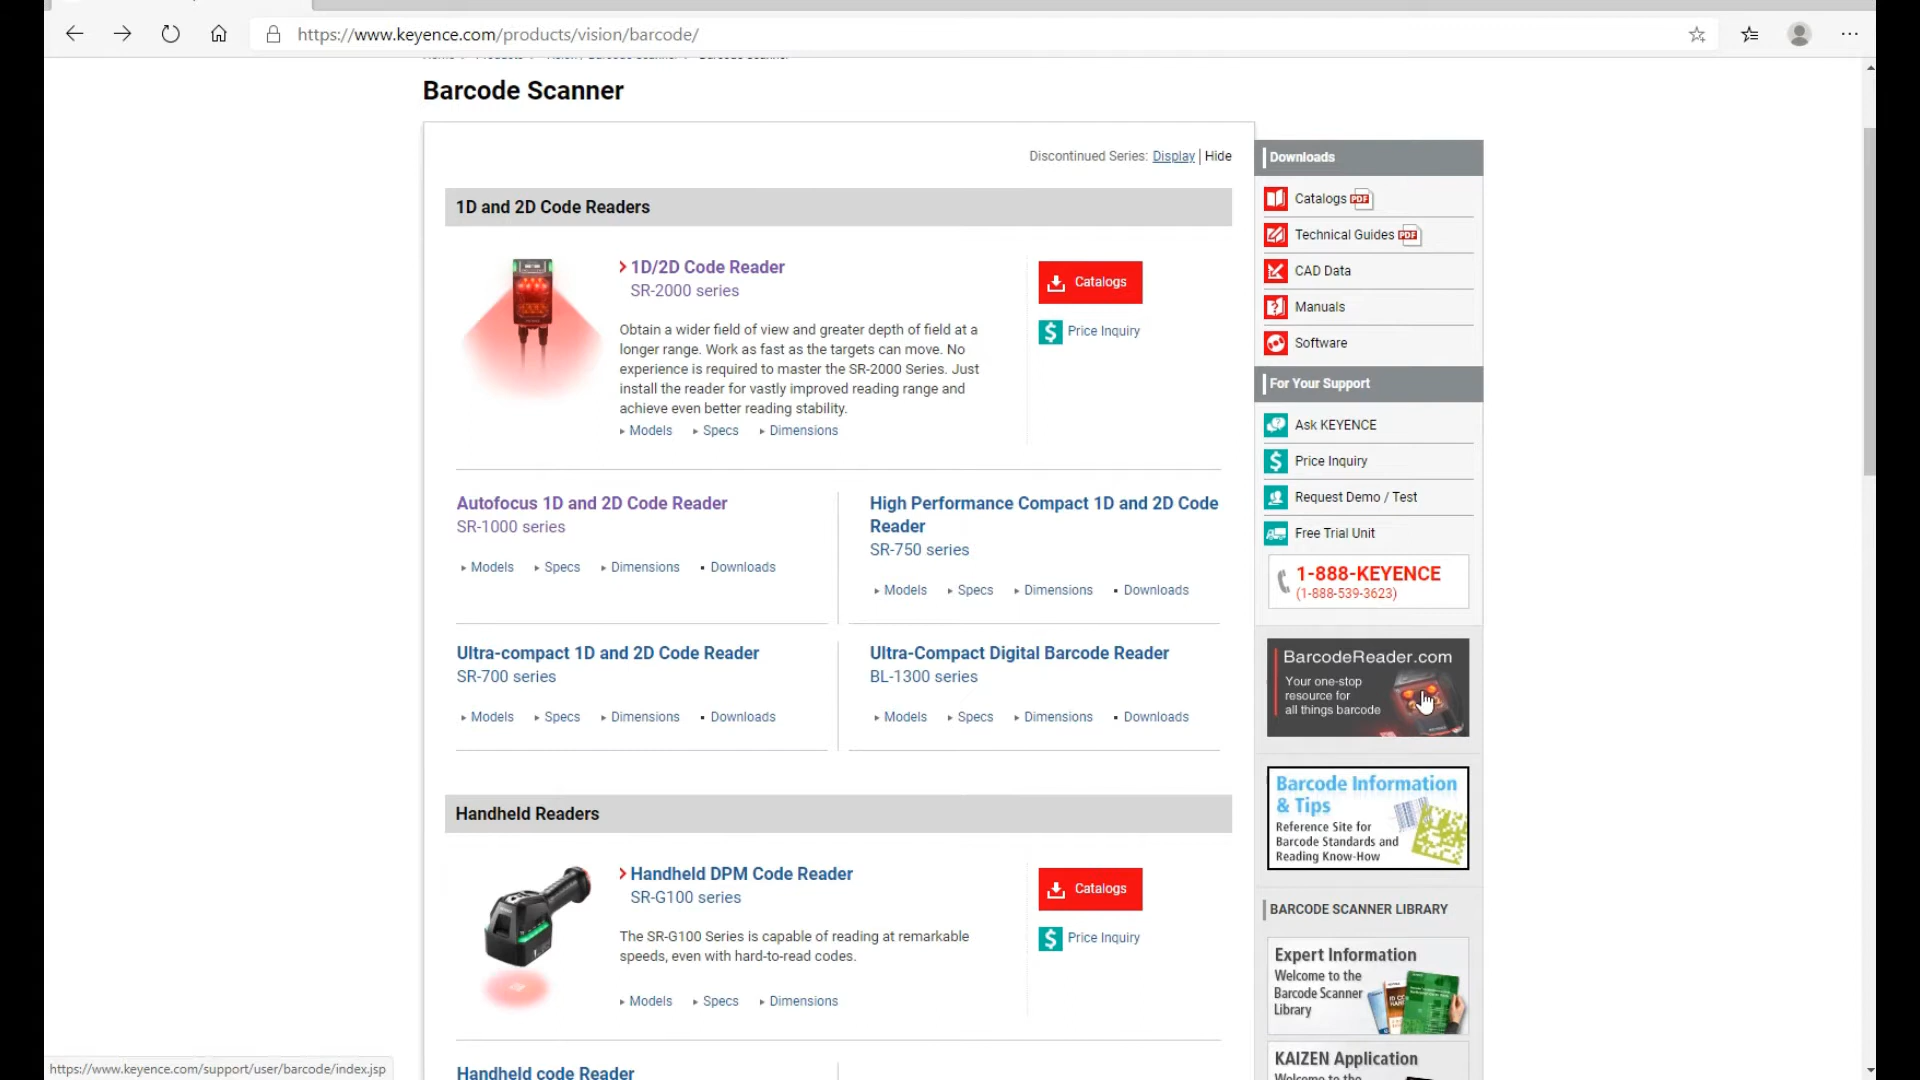 https://www.keyence.com/products/vision/barcode/
Barcode Scanner
Discontinued Series: Display | Hide
1D and 2D Code Readers
1D/2D Code Reader
SR-2000 series
Obtain a wider field of view and greater depth of field at a
longer range. Work as fast as the targets can move. No
experience is required to master the SR-2000 Series. Just
install the reader for vastly improved reading range and
achieve even better reading stability.
Models Specs Dimensions
Catalogs
Price Inquiry
Autofocus 1D and 2D Code Reader
SR-1000 series
Models Specs Dimensions Downloads
High Performance Compact 1D and 2D Code
Reader
SR-750 series
Models Specs Dimensions Downloads
Ultra-compact 1D and 2D Code Reader
SR-700 series
Models Specs Dimensions Downloads
Ultra-Compact Digital Barcode Reader
BL-1300 series
Models Specs Dimensions Downloads
Handheld Readers
Handheld DPM Code Reader
SR-G100 series
The SR-G100 Series is capable of reading at remarkable
speeds, even with hard-to-read codes.
Models Specs Dimensions
Catalogs
Price Inquiry
Handheld code Reader
Downloads
Catalogs PDF
Technical Guides PDF
CAD Data
Manuals
Software
For Your Support
Ask KEYENCE
Price Inquiry
Request Demo / Test
Free Trial Unit
1-888-KEYENCE
(1-888-539-3623)
BarcodeReader.com
Your one-stop
resource for
all things barcode
Barcode Information
& Tips
Reference Site for
Barcode Standards and
Reading Know-How
BARCODE SCANNER LIBRARY
Expert Information
Welcome to the
Barcode Scanner
Library
KAIZEN Application
Welcome to the
https://www.keyence.com/support/user/barcode/index.jsp